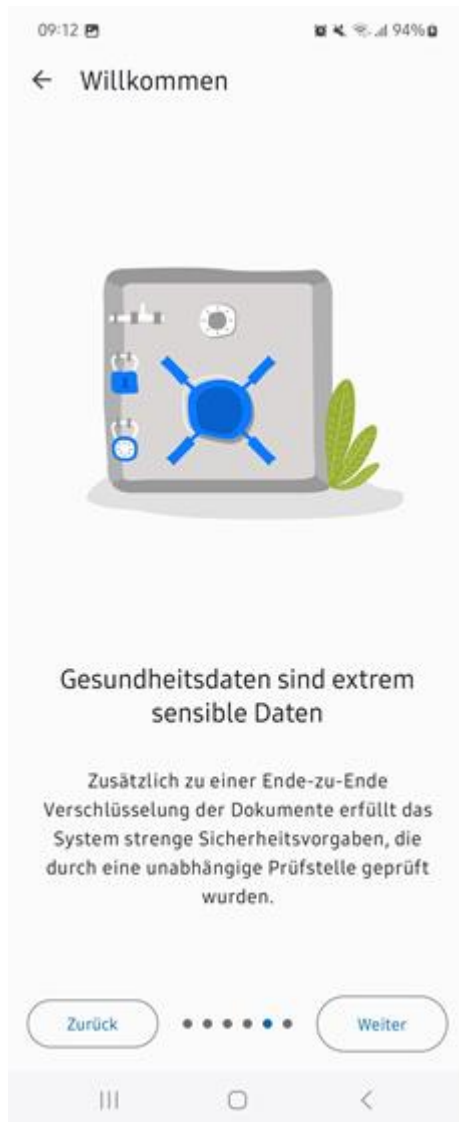 09:12 94%
Willkommen
Gesundheitsdaten sind extrem
sensible Daten
Zusätzlich zu einer Ende-zu-Ende
Verschlüsselung der Dokumente erfüllt das
System strenge Sicherheitsvorgaben, die
durch eine unabhängige Prüfstelle geprüft
wurden.
Zurück Weiter